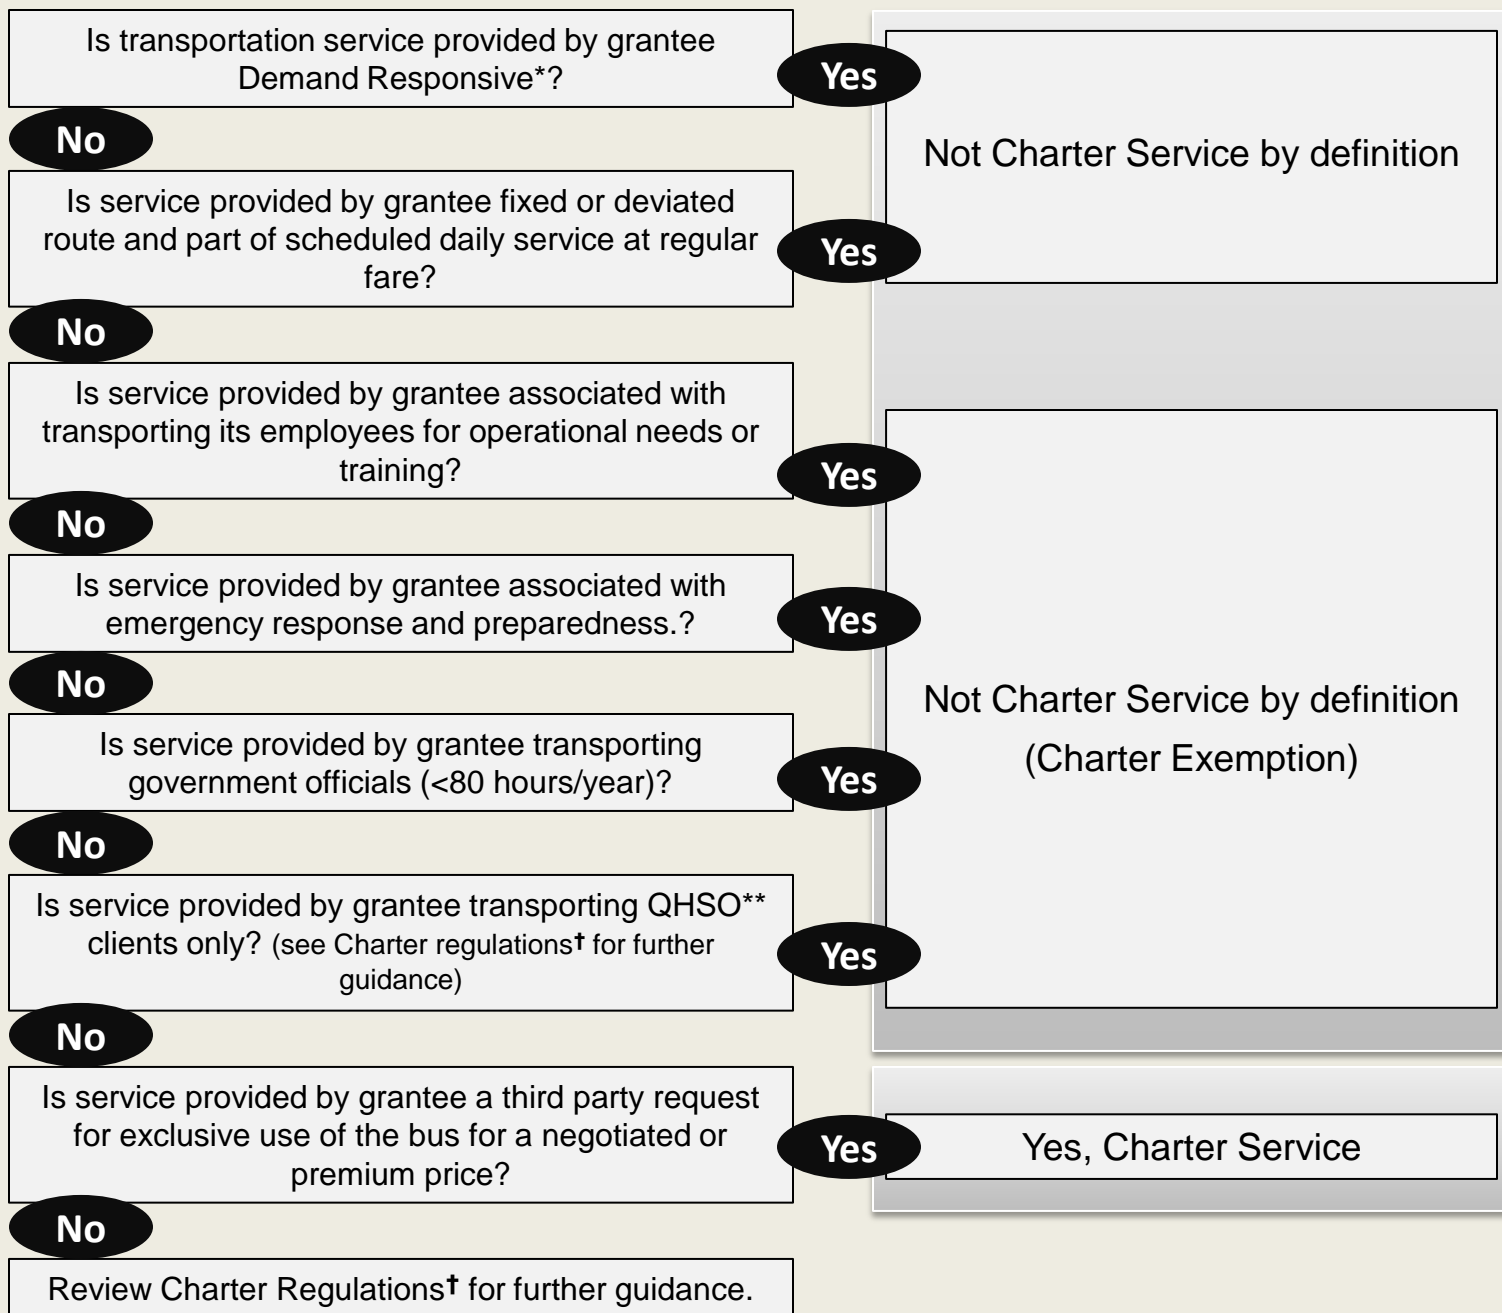 Is transportation service provided by grantee
Demand Responsive*?
Yes
Not Charter Service by definition
No
Is service provided by grantee fixed or deviated
route and part of scheduled daily service at regular
fare?
Yes
No
Is service provided by grantee associated with
transporting its employees for operational needs or
training?
Yes
Not Charter Service by definition
(Charter Exemption)
No
Is service provided by grantee associated with
emergency response and preparedness.?
Yes
No
Is service provided by grantee transporting
government officials (<80 hours/year)?
Yes
No
Is service provided by grantee transporting QHSO**
clients only? (see Charter regulations† for further
guidance)
Yes
No
Is service provided by grantee a third party request
for exclusive use of the bus for a negotiated or
premium price?
Yes
Yes, Charter Service
No
Review Charter Regulations† for further guidance.